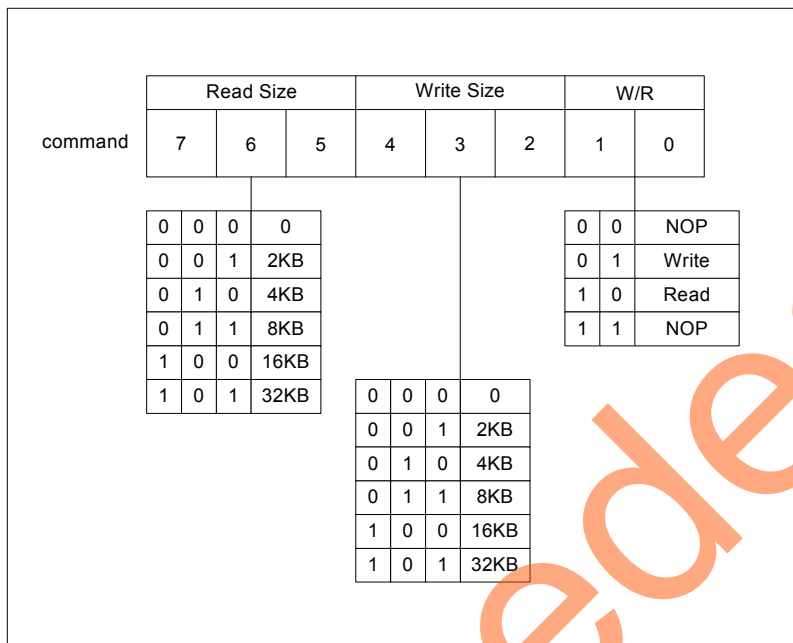 Read Size Write Size W/R
command 7 6 5 4 3 2 1 0
0 0 0 0
0 0 1 2KB
0 1 0 4KB
0 1 1 8KB
1 0 0 16KB
1 0 1 32KB
0 0 0 0
0 0 1 2KB
0 1 0 4KB
0 1 1 8KB
1 0 0 16KB
1 0 1 32KB
0 0 NOP
0 1 Write
1 0 Read
1 1 NOP
ede